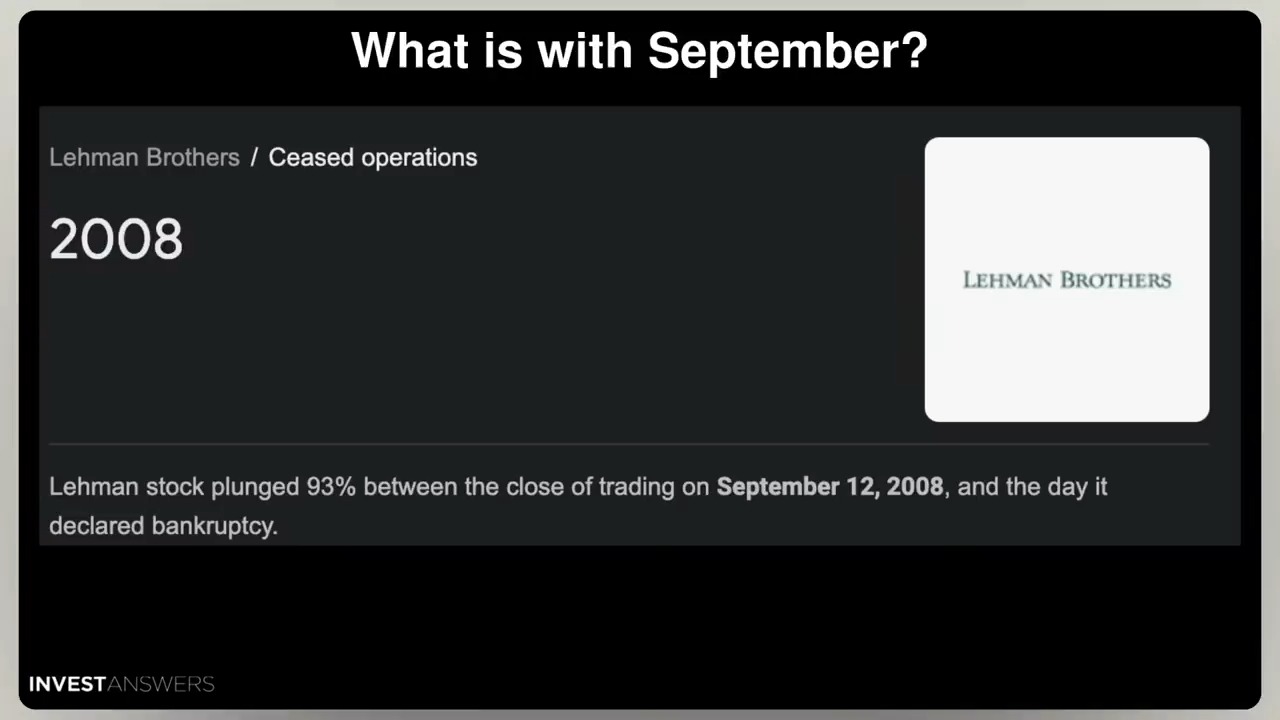 What is with September?
Lehman Brothers / Ceased operations
2008
LEHMAN BROTHERS
Lehman stock plunged 93% between the close of trading on September 12, 2008, and the day it
declared bankruptcy.
INVESTANSWERS